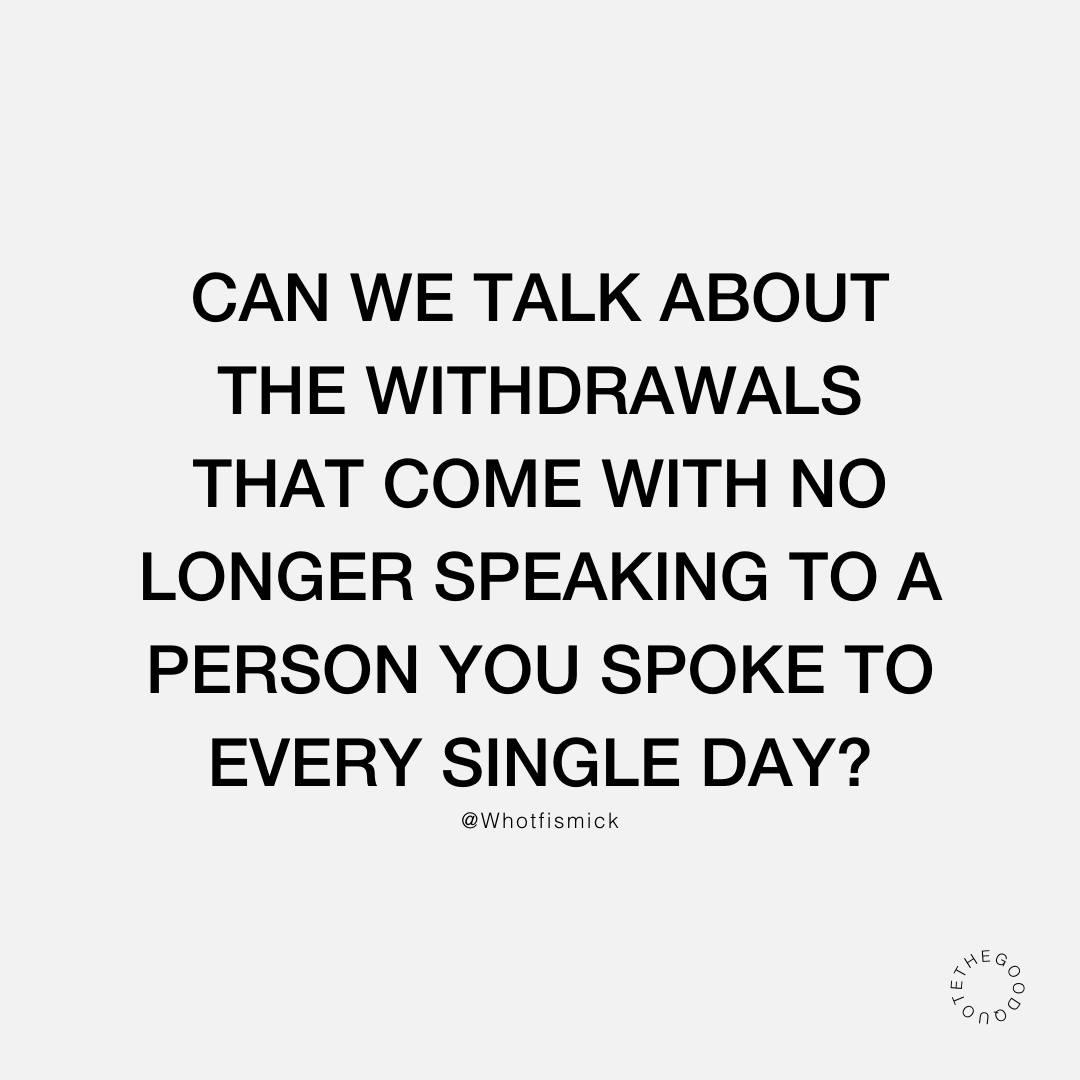 CAN WE TALK ABOUT
THE WITHDRAWALS
THAT COME WITH NO
LONGER SPEAKING TO A
PERSON YOU SPOKE TO
EVERY SINGLE DAY?
@Whotfismick
THEGOODQUOTE